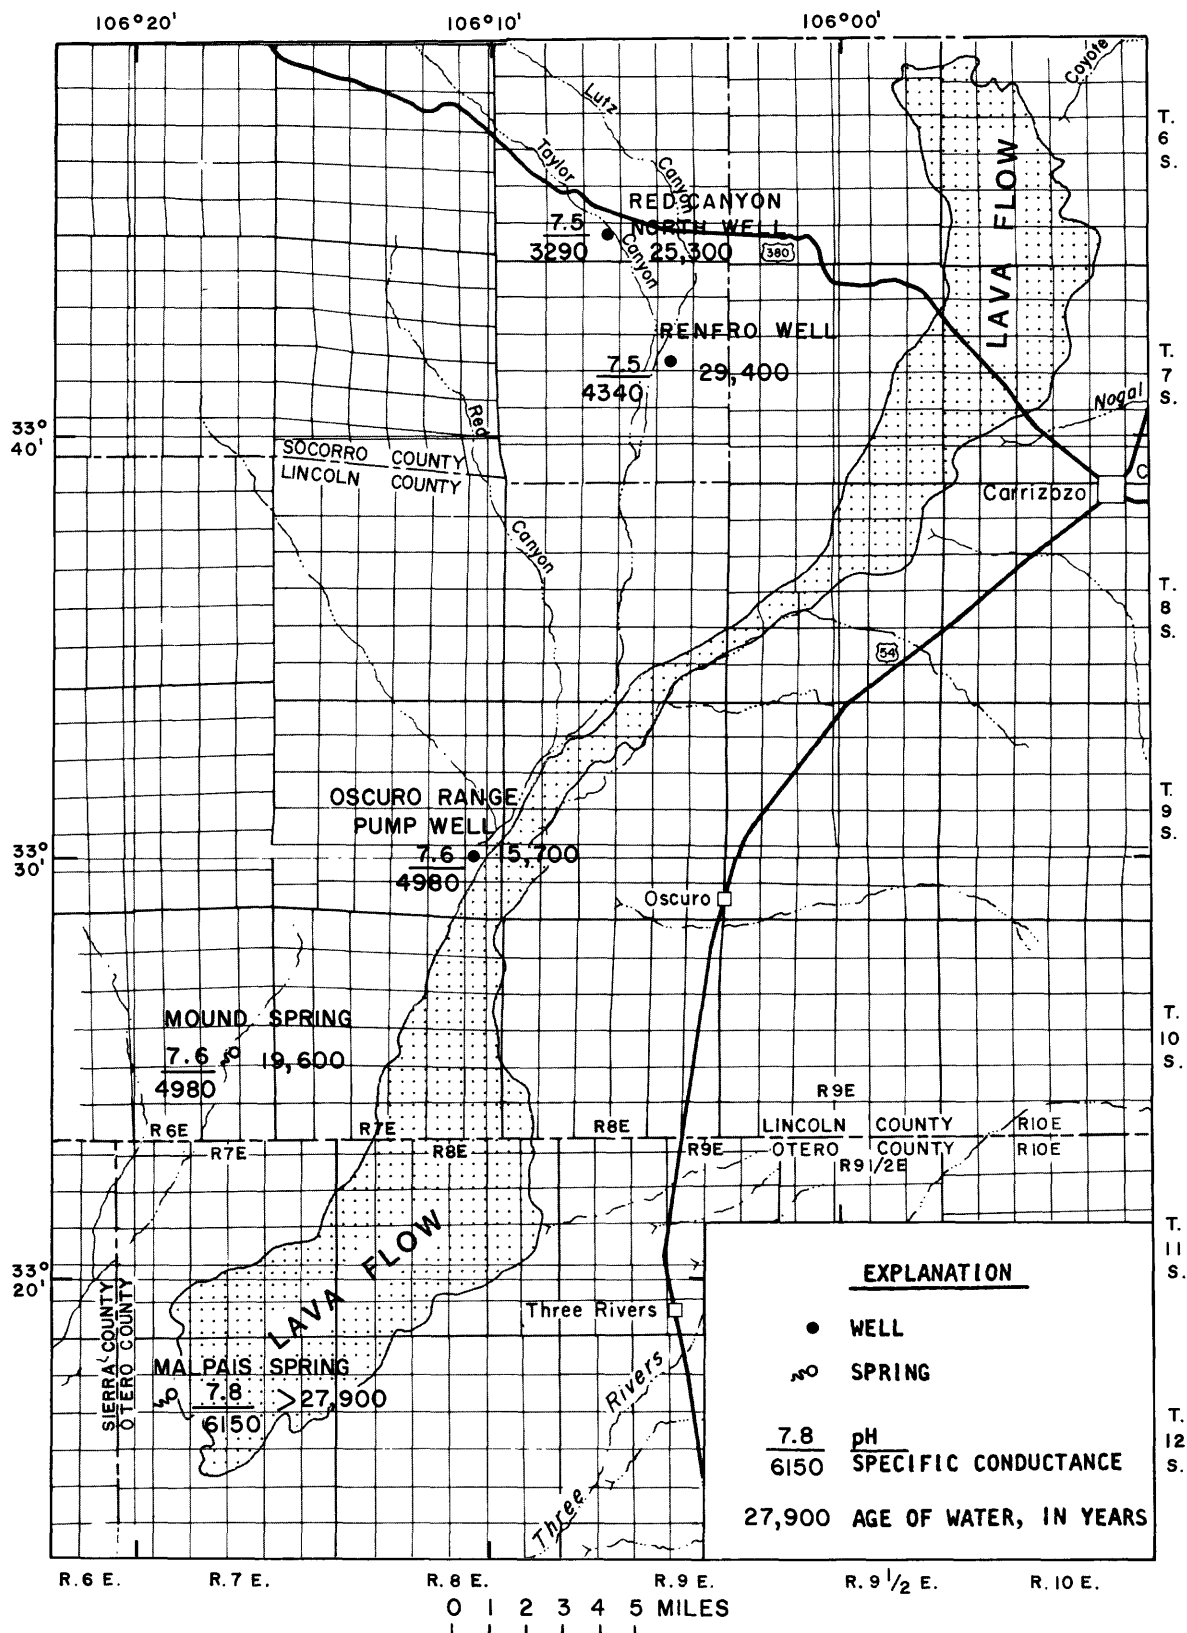 106°20' 106°10' 106°00'
Coyote
Lutz
Canyon
Taylor
Canyon
T.
6
S.
LAVA FLOW
RED CANYON
NORTH WELL
7.5
3290
25,300
380
RENFRO WELL
7.5
4340
29,400
T.
7
S.
Nogal
33°
40'
Red
Canyon
SOCORRO COUNTY
LINCOLN COUNTY
Carrizozo
C
T.
8
S.
54
OSCURO RANGE
PUMP WELL
7.6
4980
15,700
T.
9
S.
33°
30'
Oscuro
MOUND SPRING
7.6
4980
19,600
T.
10
S.
R9E
R6E R7E R8E LINCOLN COUNTY R10E
R7E R8E R9E OTERO COUNTY R10E
R9 1/2E
T.
11
S.
33°
20'
SIERRA COUNTY
OTERO COUNTY
LAVA FLOW
Three Rivers
MALPAIS SPRING
7.8
6150
>27,900
Three Rivers
EXPLANATION
WELL
SPRING
7.8 pH
6150 SPECIFIC CONDUCTANCE
27,900 AGE OF WATER, IN YEARS
T.
12
S.
R. 6 E. R. 7 E. R. 8 E. R. 9 E. R. 9 1/2 E. R. 10 E.
0 1 2 3 4 5 MILES